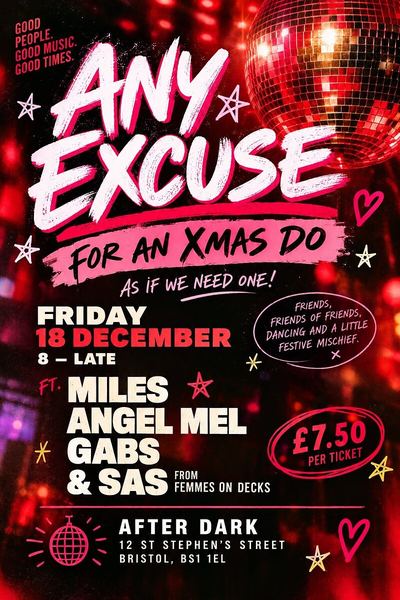 GOOD
PEOPLE.
GOOD MUSIC.
GOOD TIMES.
ANY
EXCUSE
FOR AN XMAS DO
AS IF WE NEED ONE!
FRIDAY
18 DECEMBER
8 – LATE
FRIENDS,
FRIENDS OF FRIENDS,
DANCING AND A LITTLE
FESTIVE MISCHIEF.
X
FT. MILES
ANGEL MEL
GABS
& SAS FROM
FEMMES ON DECKS
£7.50
PER TICKET
AFTER DARK
12 ST STEPHEN'S STREET
BRISTOL, BS1 1EL